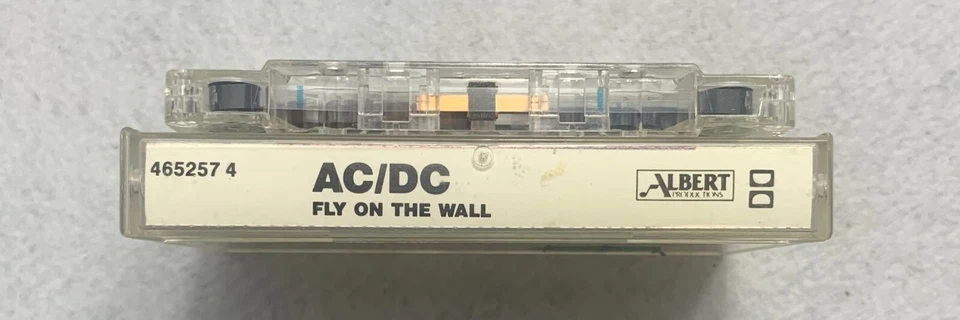 465257 4
AC/DC
FLY ON THE WALL
ALBERT
PRODUCTIONS